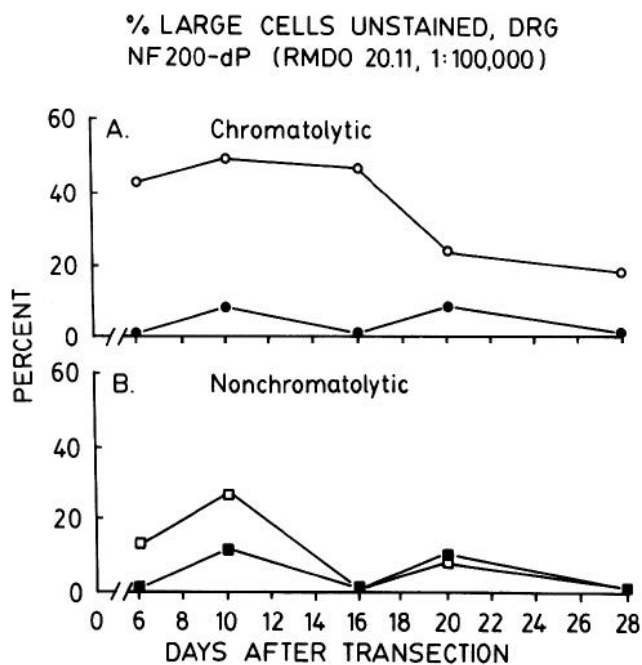 % LARGE CELLS UNSTAINED, DRG
NF200-dP (RMDO 20.11, 1:100,000)
60
A. Chromatolytic
40
20
0
PERCENT
60
B. Nonchromatolytic
40
20
0
0 6 8 10 12 14 16 18 20 22 24 26 28
DAYS AFTER TRANSECTION